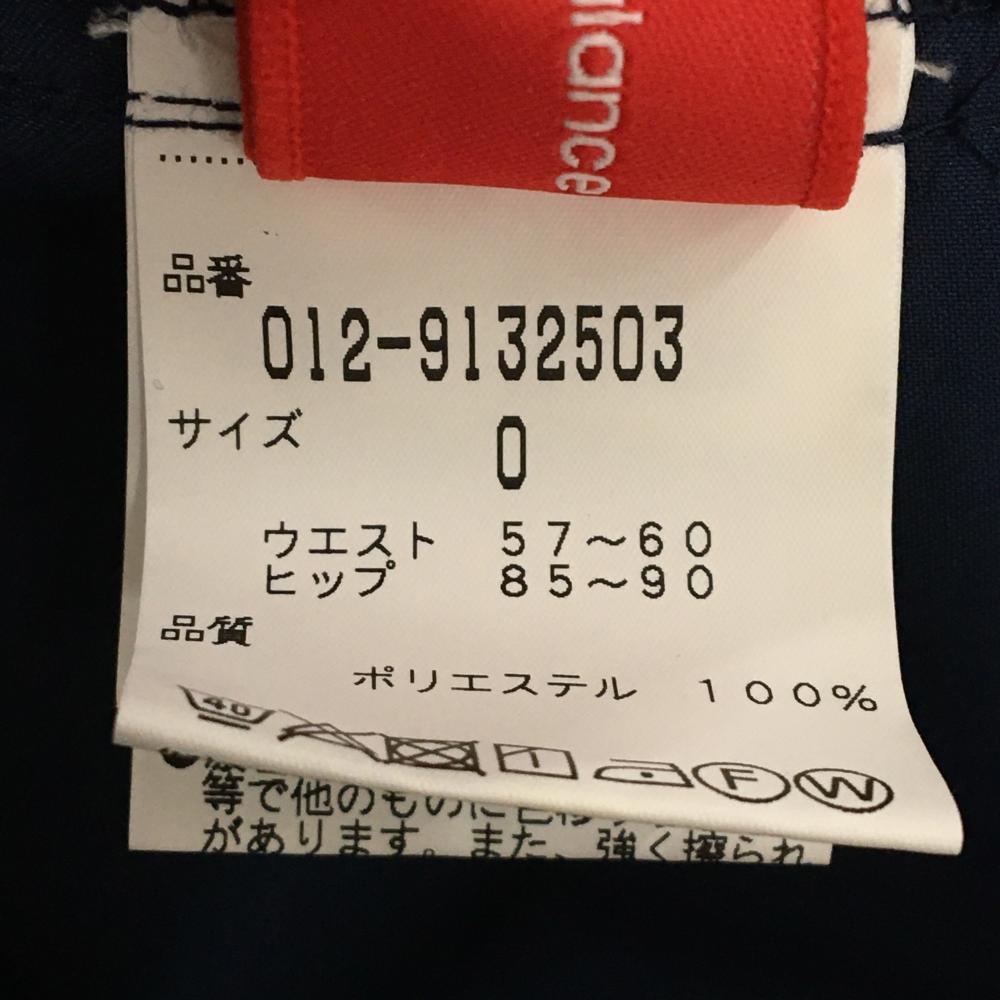 品番
012-9132503
サイズ
0
ウエスト 57～60
ヒップ 85～90
品質
ポリエステル 100%
40
F W
等で他のものに
があります。また、強く擦られ